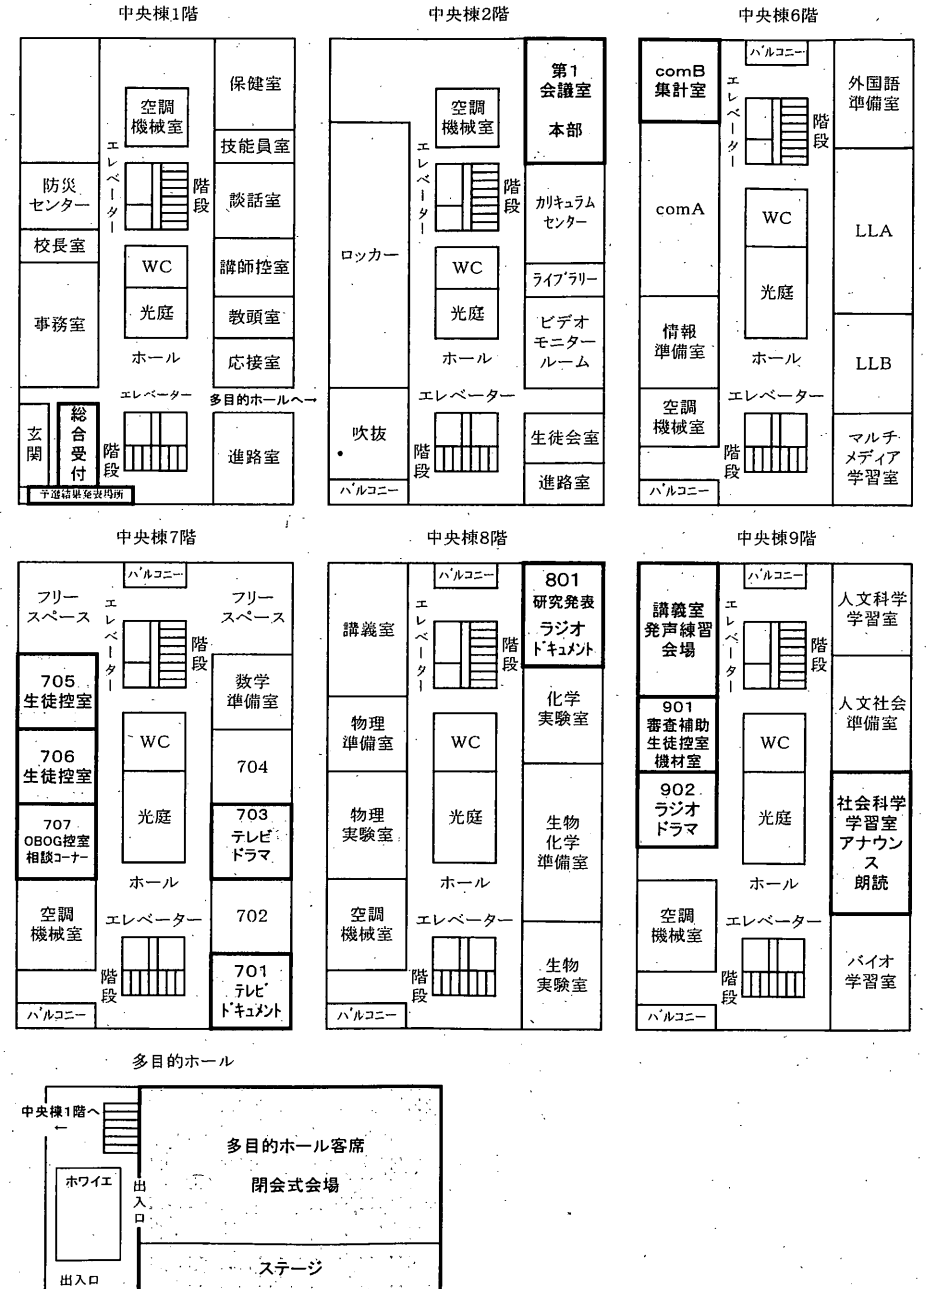 中央棟1階
保健室
空調
機械室
エレベーター
技能員室
防災
センター
階段
談話室
校長室
WC
講師控室
事務室
光庭
教頭室
ホール
応接室
エレベーター
多目的ホールへ→
玄関
総合受付
階段
進路室
予選結果発表場所
中央棟2階
第1
会議室
本部
空調
機械室
エレベーター
階段
カリキュラム
センター
ロッカー
WC
ライブラリー
光庭
ビデオ
モニター
ルーム
ホール
エレベーター
吹抜
生徒会室
進路室
バルコニー
中央棟6階
バルコニー
comB
集計室
エレベーター
階段
外国語
準備室
comA
WC
LLA
光庭
情報
準備室
LLB
エレベーター
空調
機械室
マルチ
メディア
学習室
バルコニー
中央棟7階
バルコニー
フリー
スペース
エレベーター
階段
フリー
スペース
705
生徒控室
数学
準備室
706
生徒控室
WC
704
707
OBOG控室
相談コーナー
光庭
703
テレビ
ドラマ
ホール
空調
機械室
エレベーター
702
階段
701
テレビ
ドキュメント
バルコニー
中央棟8階
バルコニー
801
研究発表
ラジオ
ドキュメント
講義室
エレベーター
階段
物理
準備室
化学
実験室
WC
物理
実験室
光庭
生物
化学
準備室
ホール
空調
機械室
エレベーター
階段
生物
実験室
バルコニー
中央棟9階
バルコニー
講義室
発声練習
会場
エレベーター
階段
人文科学
学習室
901
審査補助
生徒控室
機材室
人文社会
準備室
WC
902
ラジオ
ドラマ
光庭
社会科学
学習室
アナウン
ス
朗読
ホール
空調
機械室
エレベーター
階段
バイオ
学習室
バルコニー
多目的ホール
中央棟1階へ
←
多目的ホール客席
閉会式会場
ホワイエ
出入口
ステージ
出入口